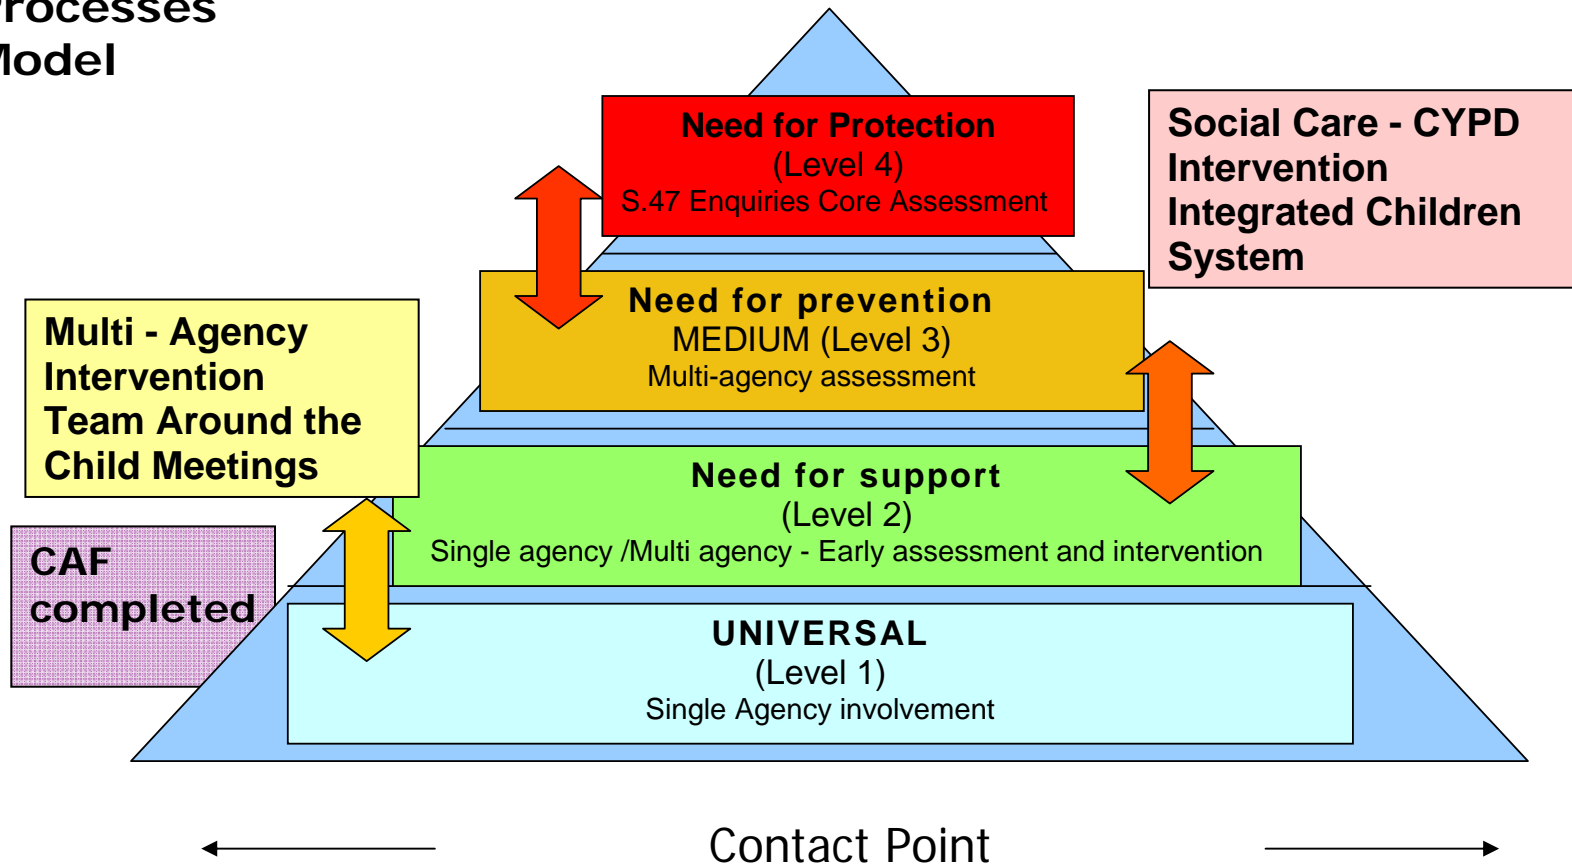 Processes
Model
Need for Protection
(Level 4)
S.47 Enquiries Core Assessment
Social Care - CYPD
Intervention
Integrated Children
System
Need for prevention
MEDIUM (Level 3)
Multi-agency assessment
Multi - Agency
Intervention
Team Around the
Child Meetings
Need for support
(Level 2)
Single agency /Multi agency - Early assessment and intervention
CAF
completed
UNIVERSAL
(Level 1)
Single Agency involvement
Contact Point